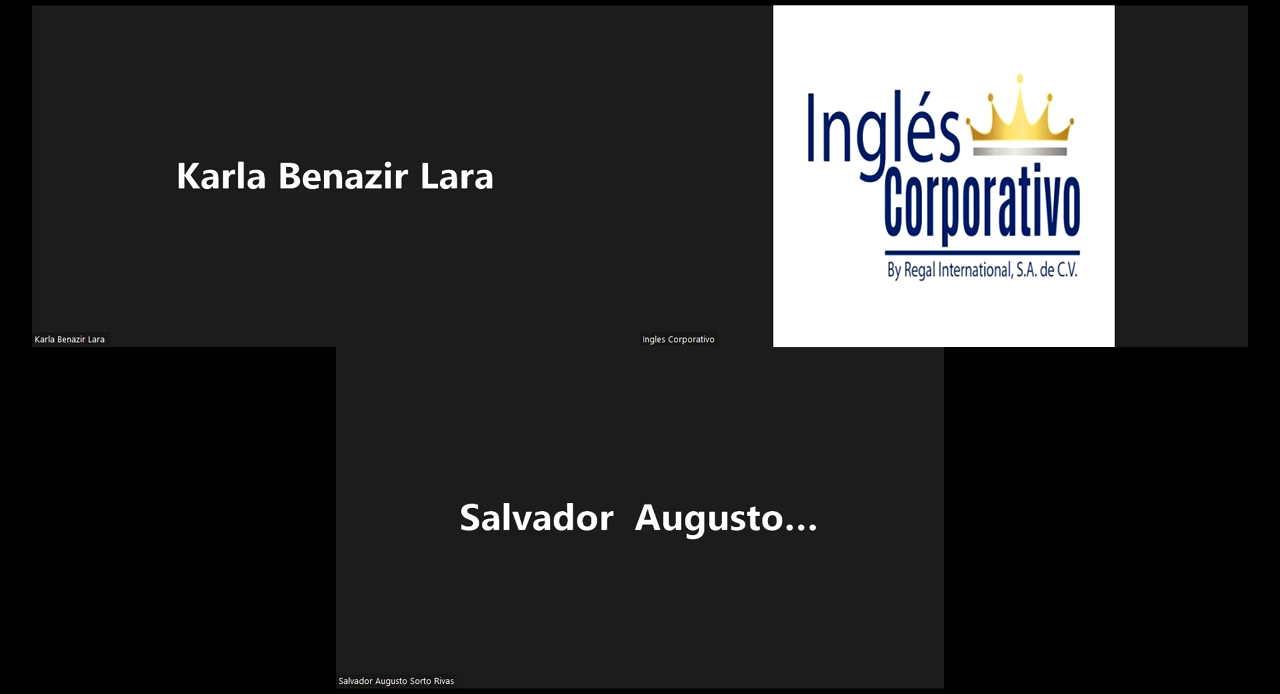 Karla Benazir Lara
Karla Benazir Lara
Inglés
Corporativo
By Regal International, S.A. de C.V.
Ingles Corporativo
Salvador Augusto...
Salvador Augusto Sorto Rivas